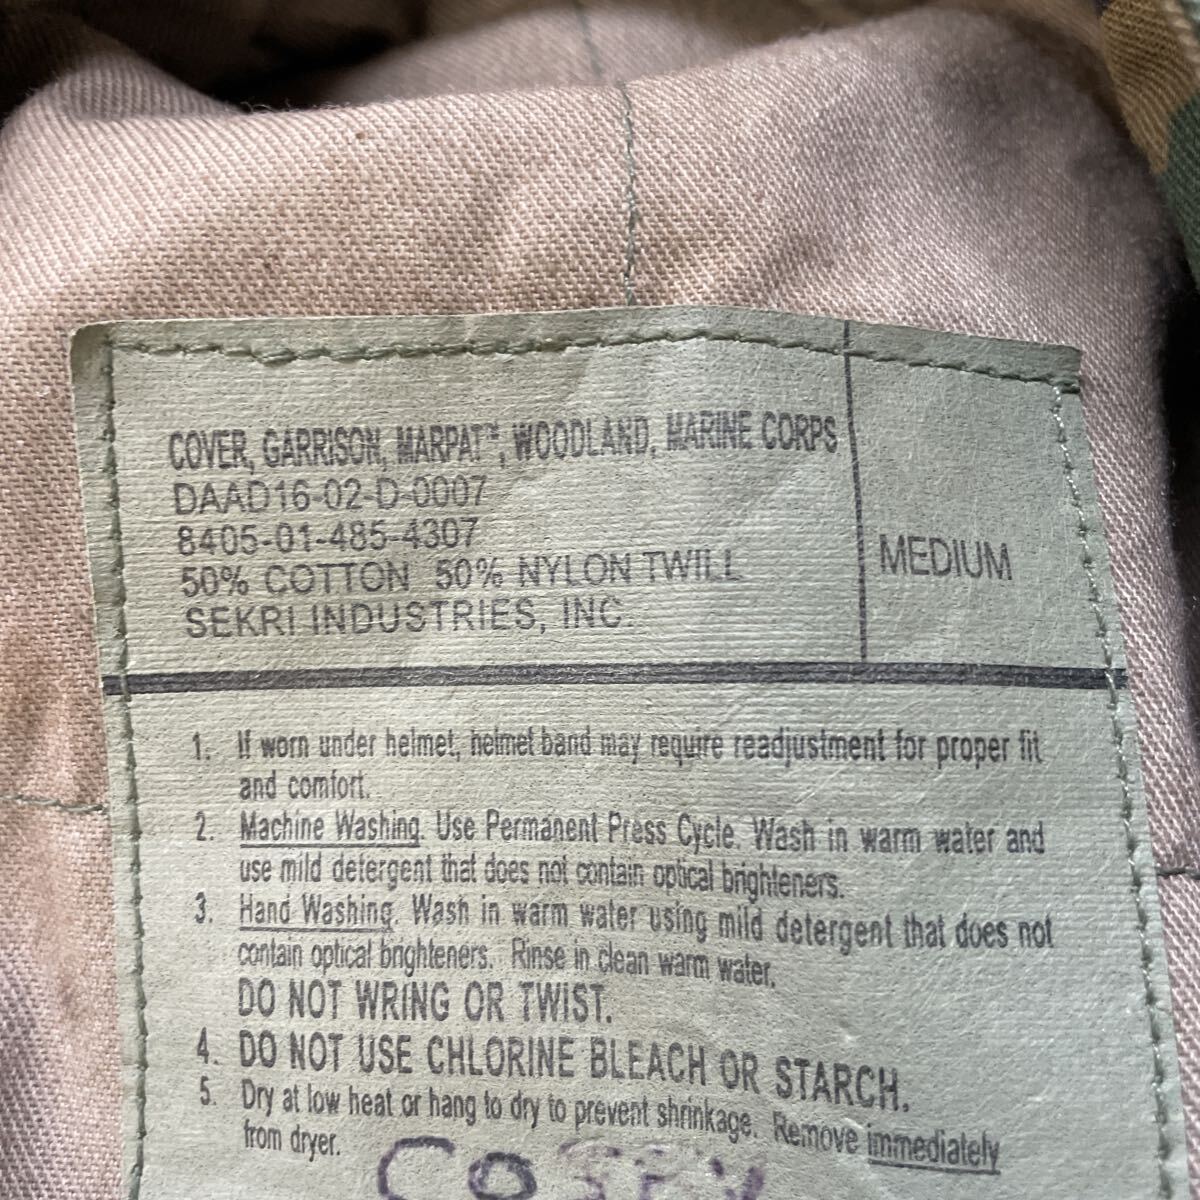 COVER, GARRISON, MARPAT™, WOODLAND, MARINE CORPS
DAAD16-02-D-0007
8405-01-485-4307
50% COTTON 50% NYLON TWILL
SEKRI INDUSTRIES, INC.
MEDIUM
1. If worn under helmet, helmet band may require readjustment for proper fit
and comfort.
2. Machine Washing. Use Permanent Press Cycle. Wash in warm water and
use mild detergent that does not contain optical brighteners.
3. Hand Washing. Wash in warm water using mild detergent that does not
contain optical brighteners. Rinse in clean warm water.
DO NOT WRING OR TWIST.
4. DO NOT USE CHLORINE BLEACH OR STARCH.
5. Dry at low heat or hang to dry to prevent shrinkage. Remove immediately
from dryer.